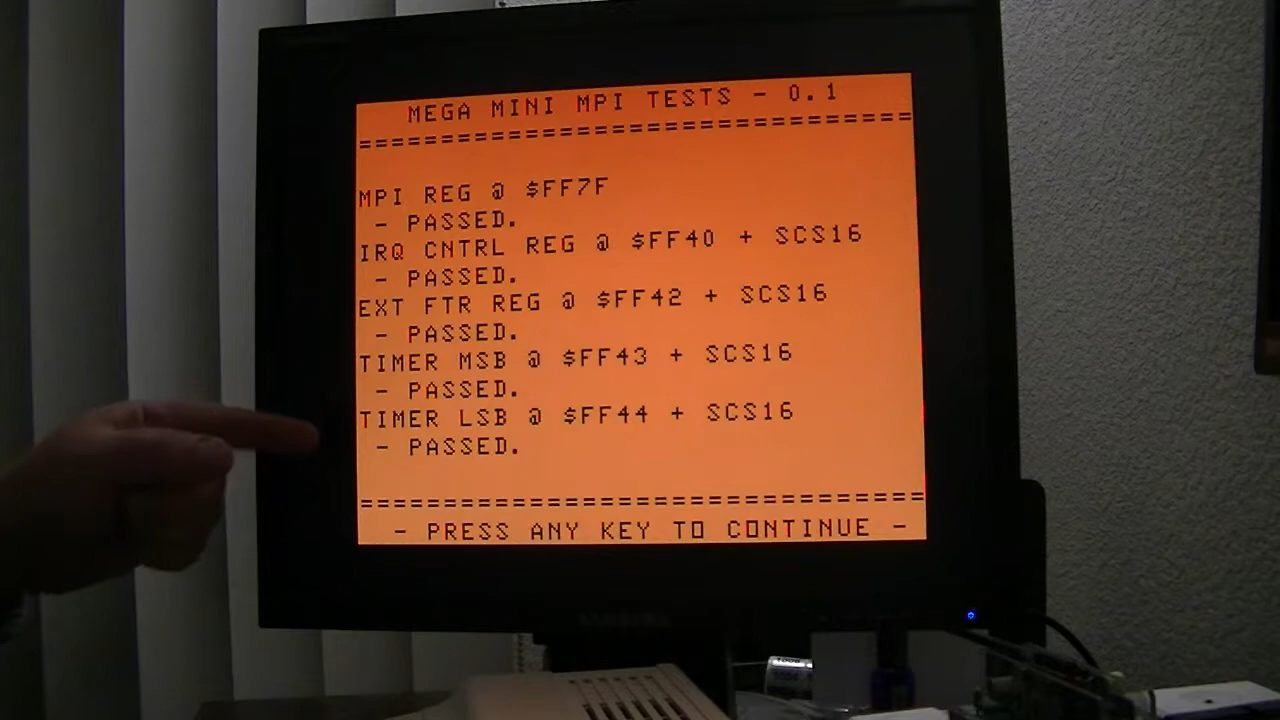 MEGA MINI MPI TESTS - 0.1
================================
MPI REG @ $FF7F
- PASSED.
IRQ CNTRL REG @ $FF40 + SCS16
- PASSED.
EXT FTR REG @ $FF42 + SCS16
- PASSED.
TIMER MSB @ $FF43 + SCS16
- PASSED.
TIMER LSB @ $FF44 + SCS16
- PASSED.
================================
- PRESS ANY KEY TO CONTINUE -